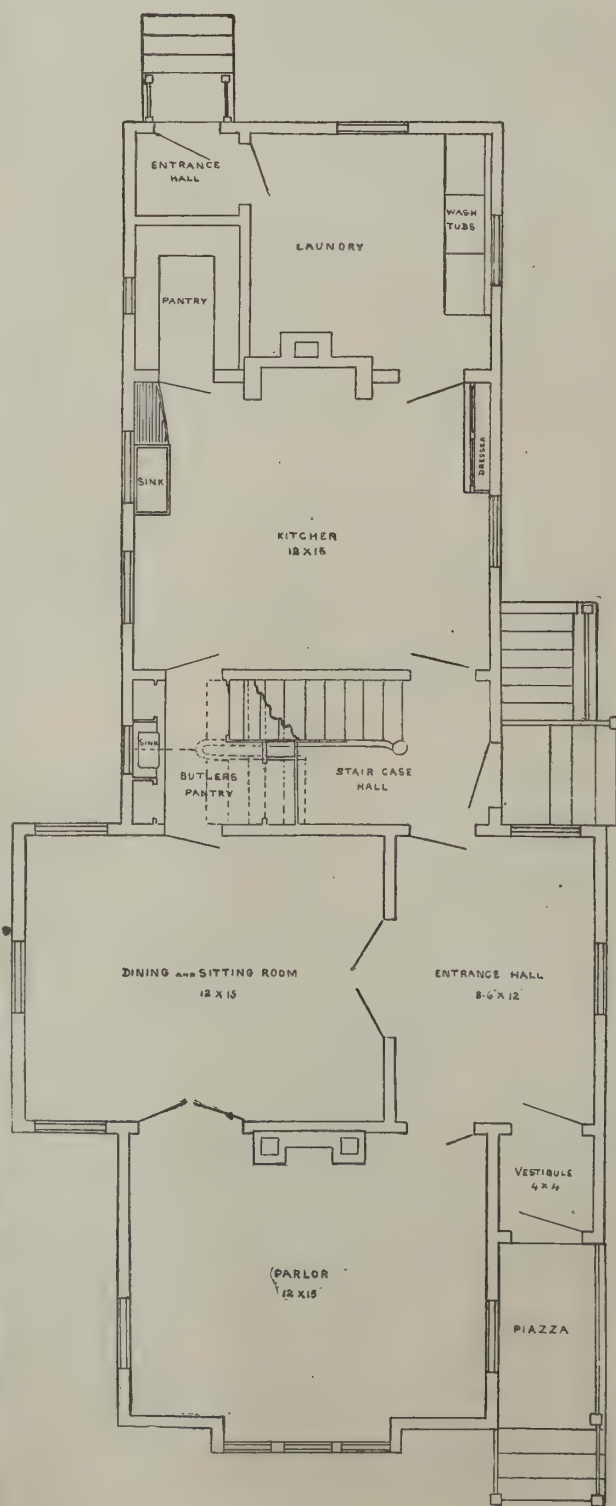 ENTRANCE
HALL
WASH
TUBS
LAUNDRY
PANTRY
SINK
DRESSER
KITCHEN
12 X 15
SINK
BUTLERS
PANTRY
STAIR CASE
HALL
DINING AND SITTING ROOM
12 X 15
ENTRANCE HALL
8-6 X 12
VESTIBULE
4 X 4
PARLOR
12 X 15
PIAZZA